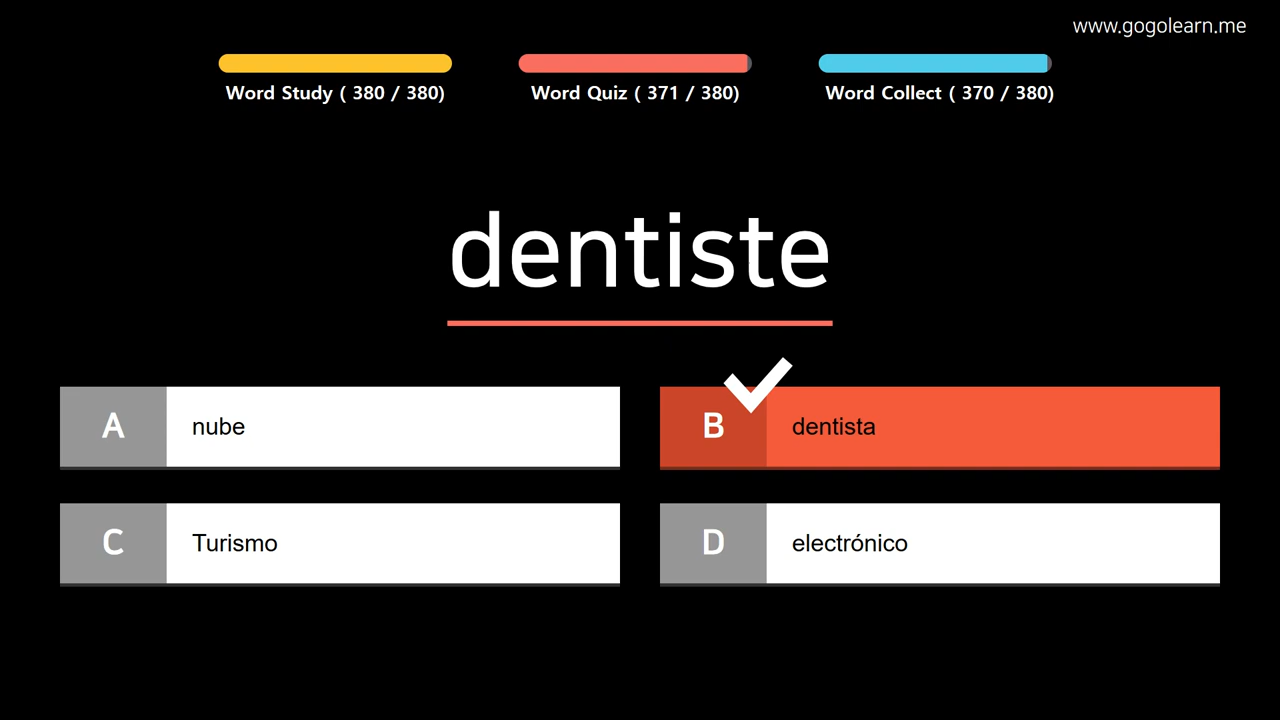 www.gogolearn.me
Word Study ( 380 / 380)
Word Quiz ( 371 / 380)
Word Collect ( 370 / 380)
dentiste
A nube
B dentista
C Turismo
D electrónico